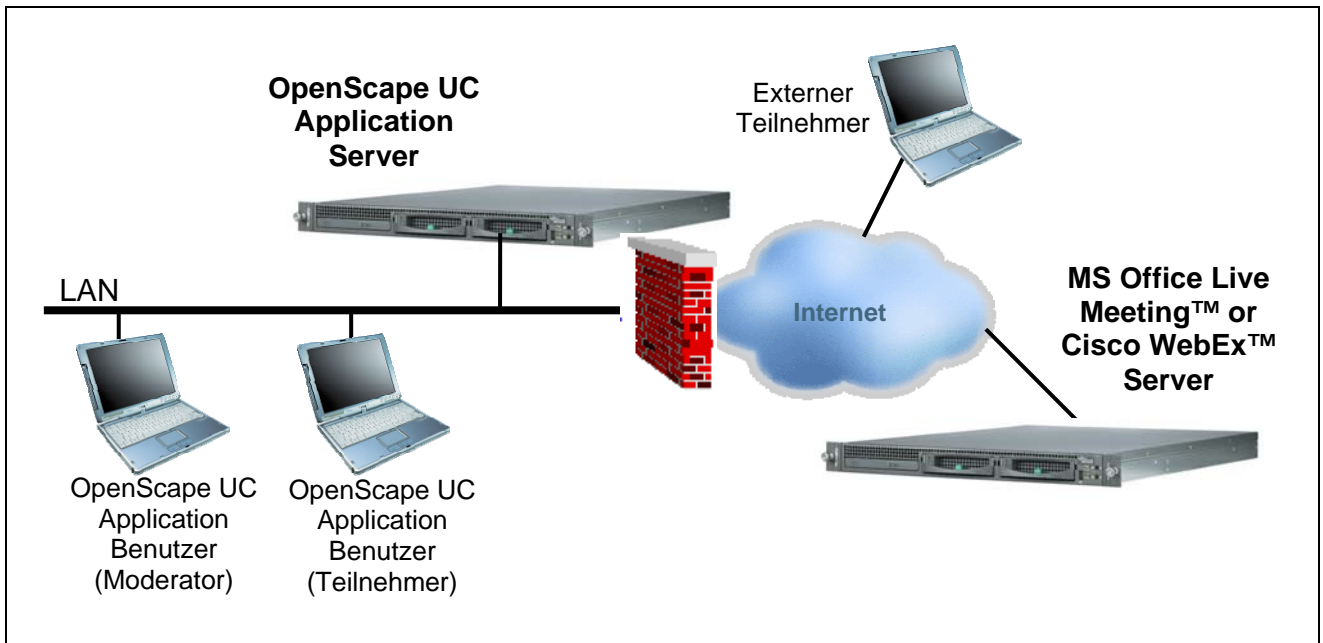 OpenScape UC
Application
Server
Externer
Teilnehmer
LAN
Internet
MS Office Live
Meeting™ or
Cisco WebEx™
Server
OpenScape UC
Application
Benutzer
(Moderator)
OpenScape UC
Application
Benutzer
(Teilnehmer)